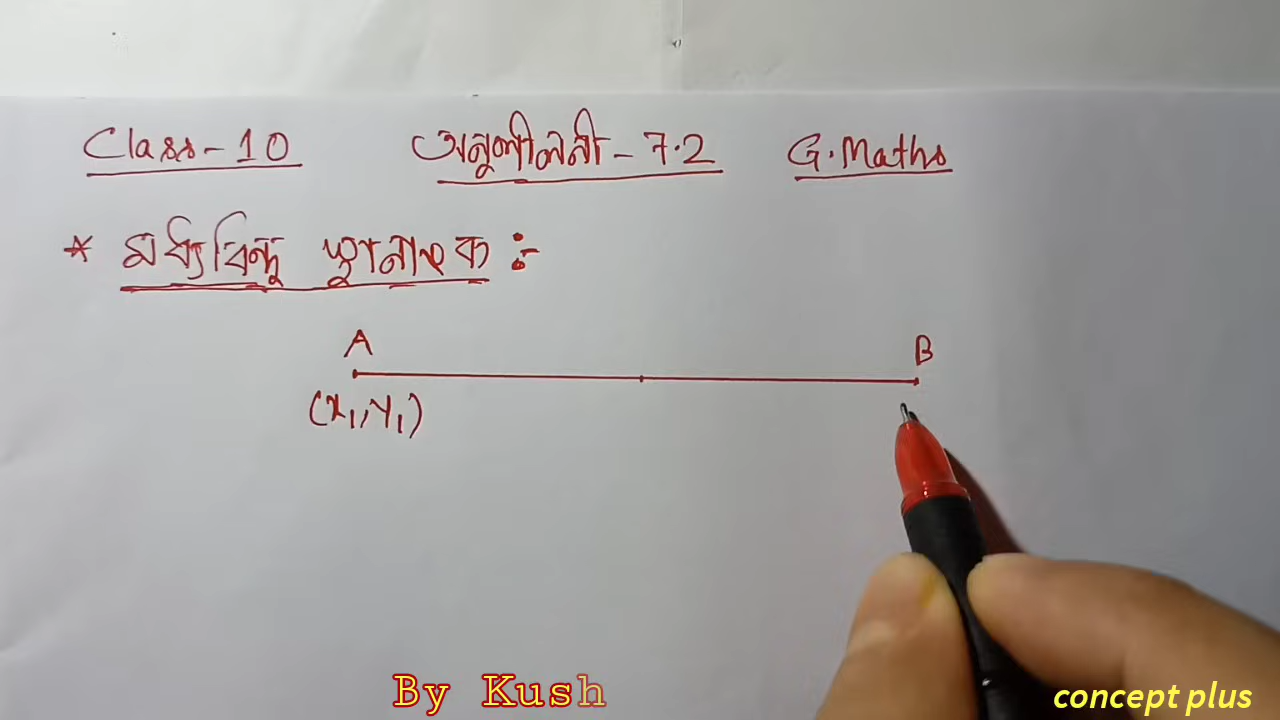 Class-10 অনুশীলনী-7.2 G.Maths
* মধ্যবিন্দু স্থানাংক :-
A B
(x₁,y₁)
By Kush
concept plus